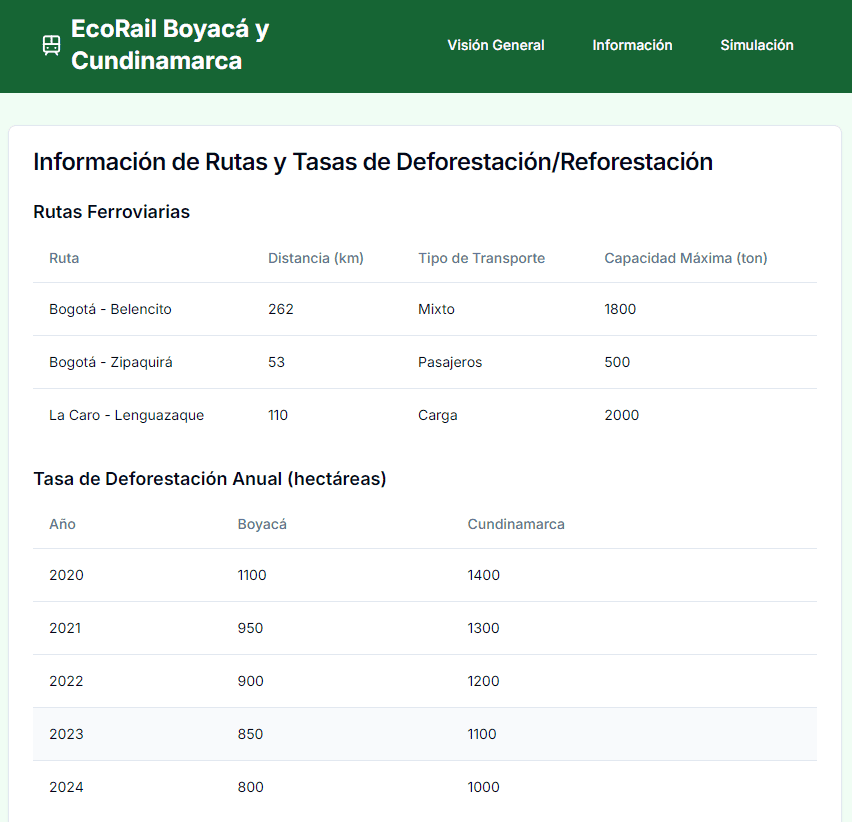 EcoRail Boyacá y
Cundinamarca
Visión General Información Simulación
Información de Rutas y Tasas de Deforestación/Reforestación
Rutas Ferroviarias
Ruta Distancia (km) Tipo de Transporte Capacidad Máxima (ton)
Bogotá - Belencito 262 Mixto 1800
Bogotá - Zipaquirá 53 Pasajeros 500
La Caro - Lenguazaque 110 Carga 2000
Tasa de Deforestación Anual (hectáreas)
Año Boyacá Cundinamarca
2020 1100 1400
2021 950 1300
2022 900 1200
2023 850 1100
2024 800 1000